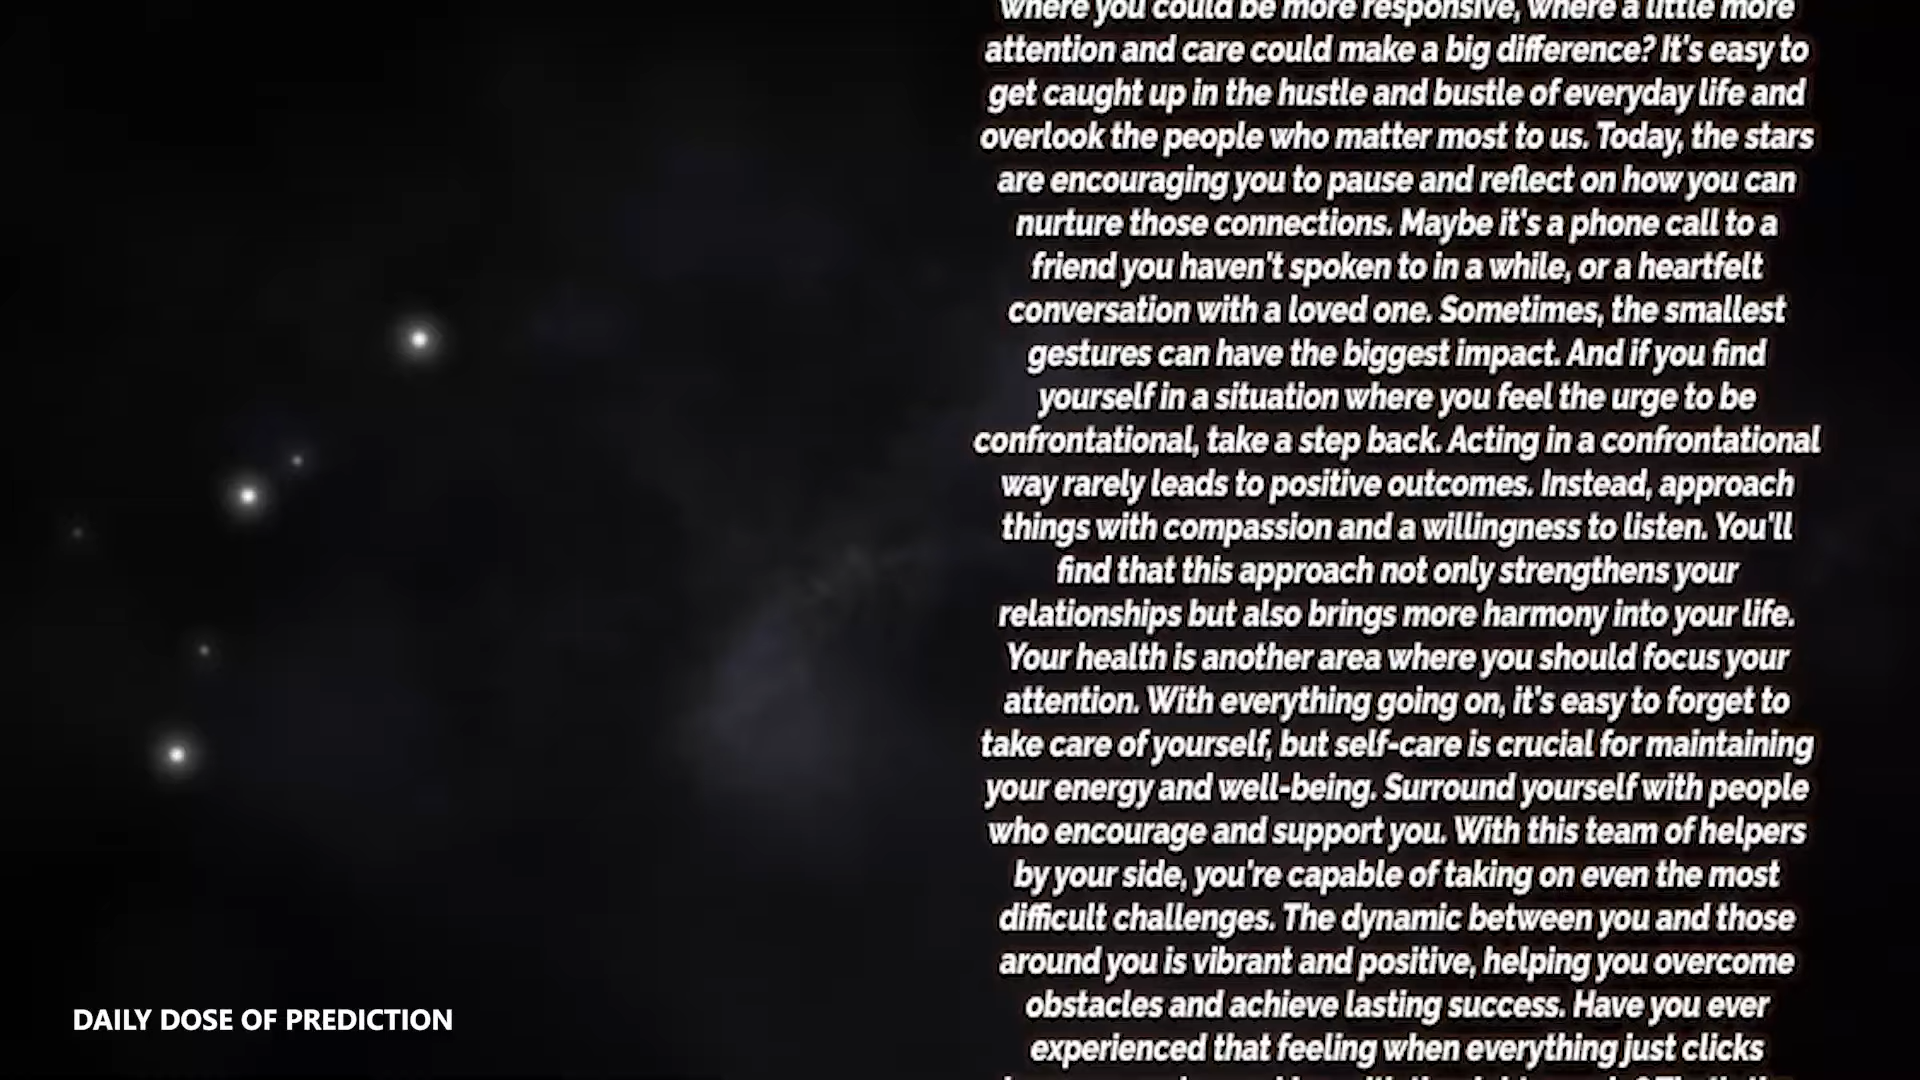 where you could be more responsive, where a little more
attention and care could make a big difference? It's easy to
get caught up in the hustle and bustle of everyday life and
overlook the people who matter most to us. Today, the stars
are encouraging you to pause and reflect on how you can
nurture those connections. Maybe it's a phone call to a
friend you haven't spoken to in a while, or a heartfelt
conversation with a loved one. Sometimes, the smallest
gestures can have the biggest impact. And if you find
yourself in a situation where you feel the urge to be
confrontational, take a step back. Acting in a confrontational
way rarely leads to positive outcomes. Instead, approach
things with compassion and a willingness to listen. You'll
find that this approach not only strengthens your
relationships but also brings more harmony into your life.
Your health is another area where you should focus your
attention. With everything going on, it's easy to forget to
take care of yourself, but self-care is crucial for maintaining
your energy and well-being. Surround yourself with people
who encourage and support you. With this team of helpers
by your side, you're capable of taking on even the most
difficult challenges. The dynamic between you and those
around you is vibrant and positive, helping you overcome
obstacles and achieve lasting success. Have you ever
experienced that feeling when everything just clicks
DAILY DOSE OF PREDICTION